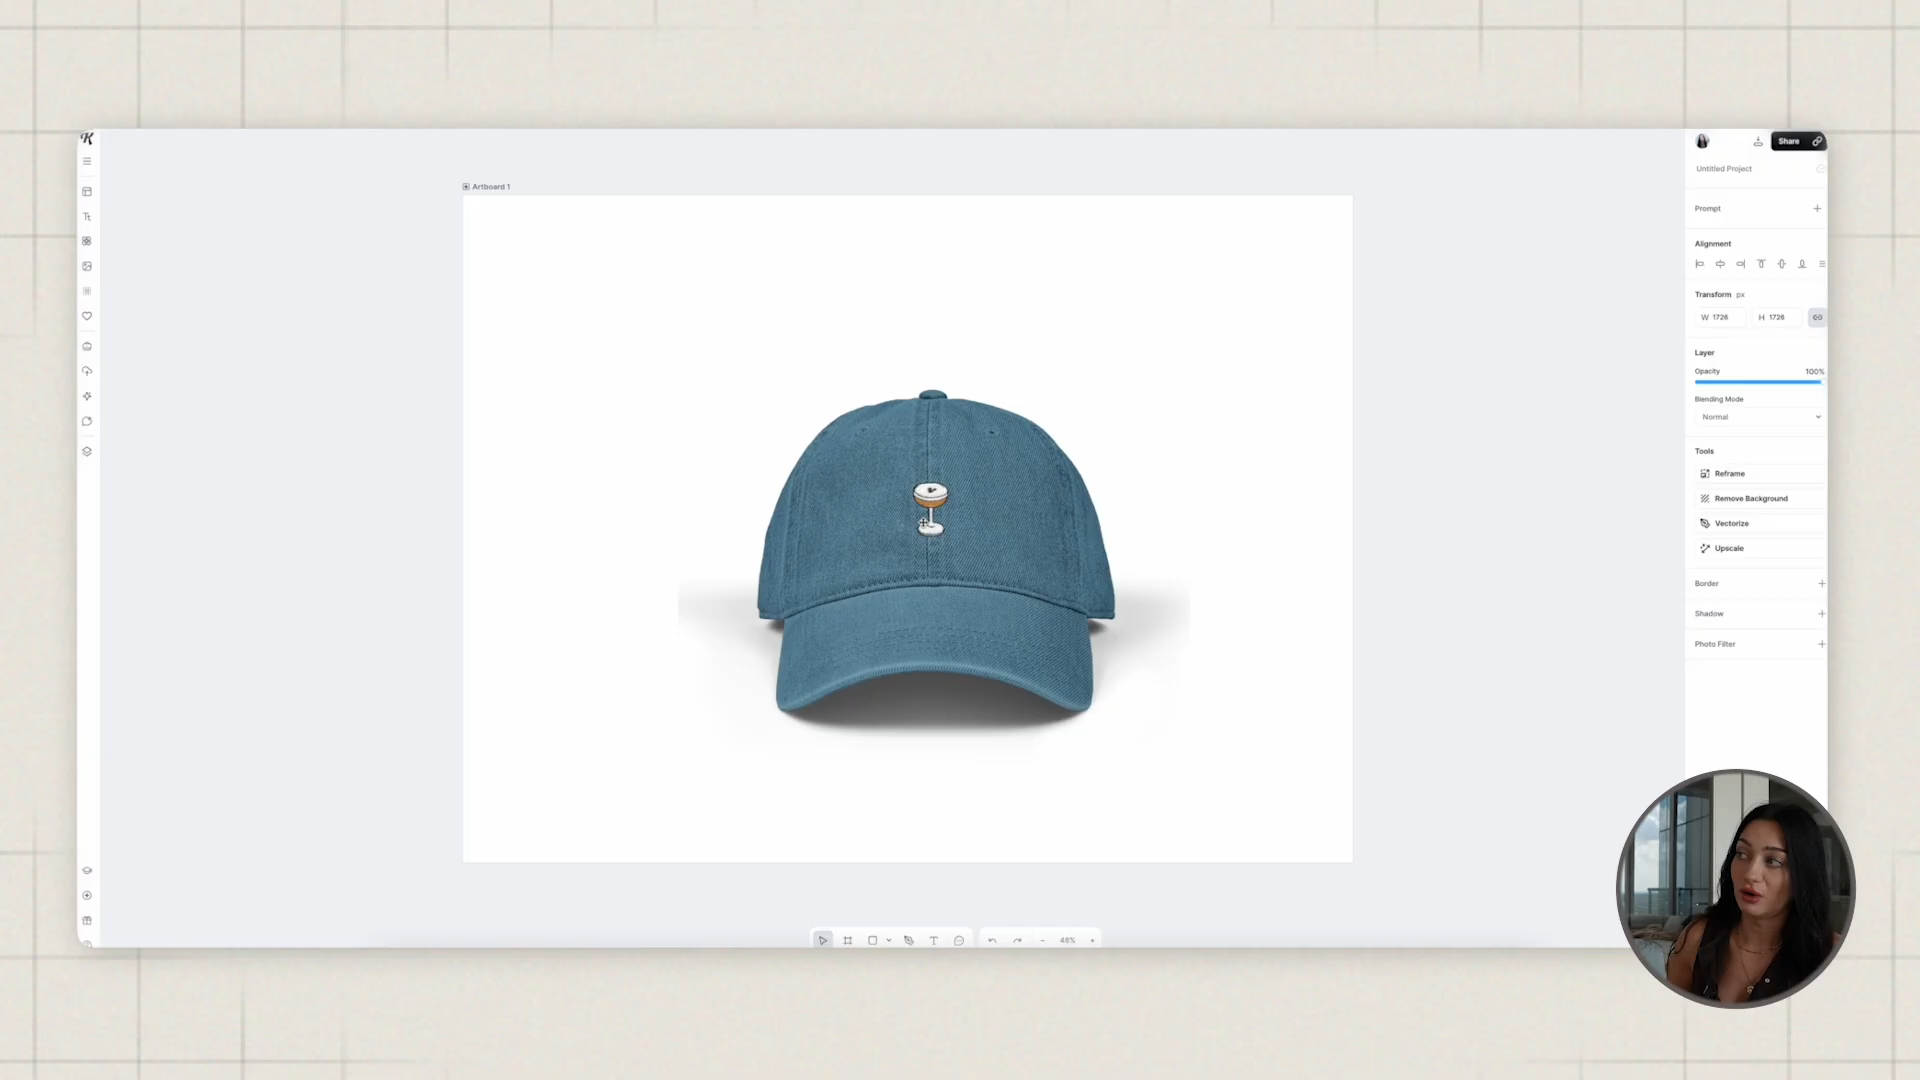 K
Share
Untitled Project
Artboard 1
Prompt
Tt
Alignment
Transform px
W 1726 H 1726
Layer
Opacity 100%
Blending Mode
Normal
Tools
Reframe
Remove Background
Vectorize
Upscale
Border
Shadow
Photo Filter
T
48%